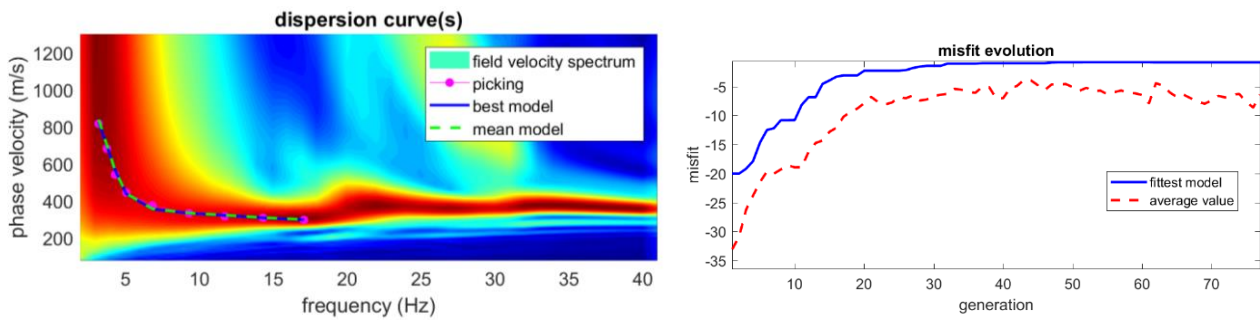 dispersion curve(s)
phase velocity (m/s)
1200
1000
800
600
400
200
field velocity spectrum
picking
best model
mean model
5
10
15
20
25
30
35
40
frequency (Hz)
misfit evolution
misfit
-5
-10
-15
-20
-25
-30
-35
fittest model
average value
10
20
30
40
50
60
70
generation